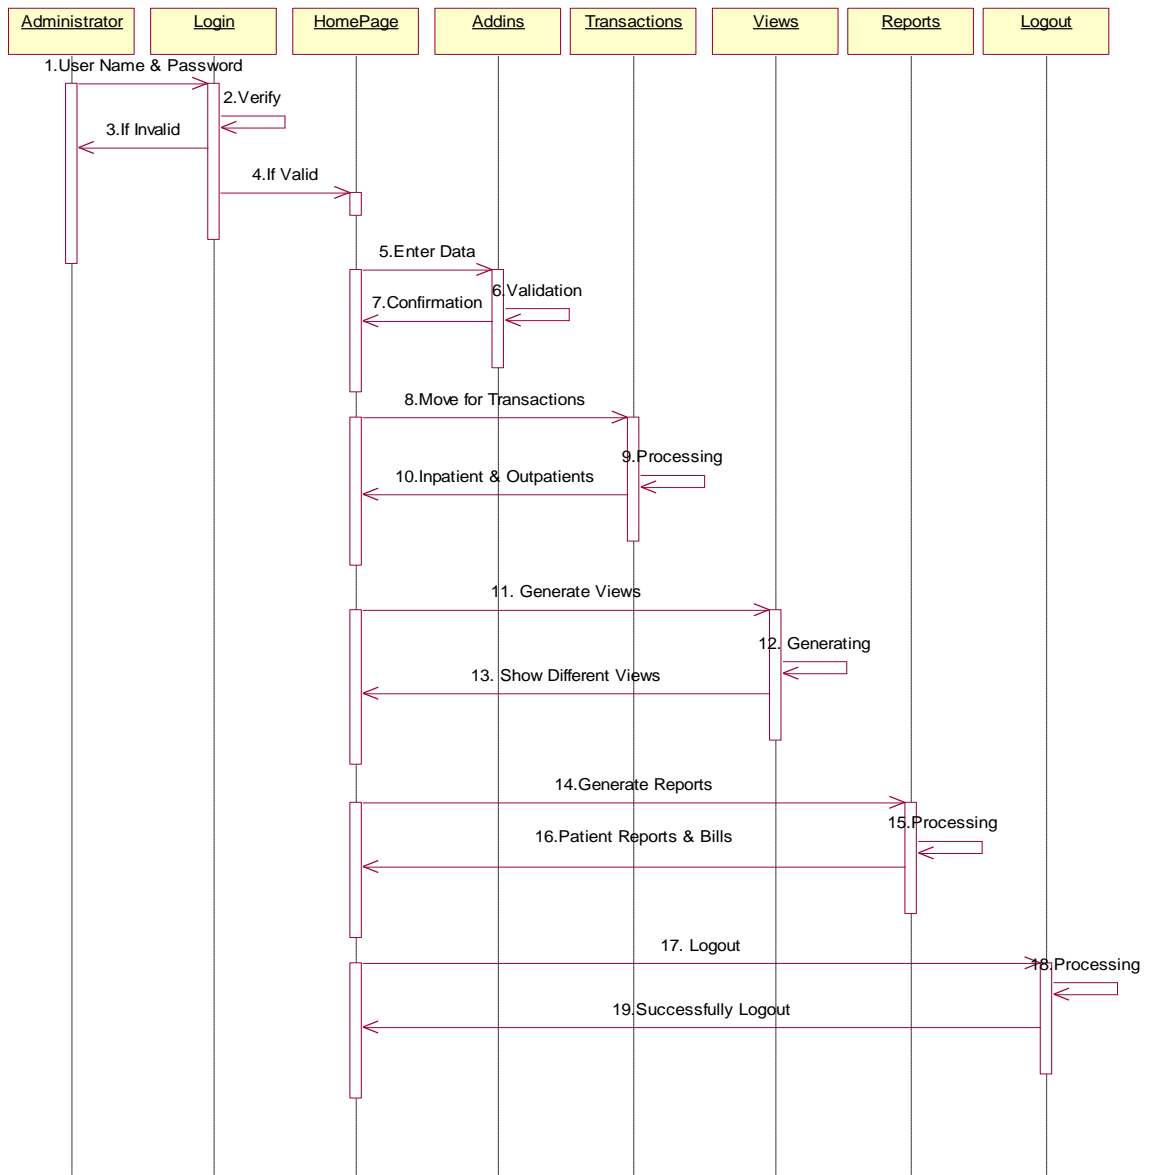 Administrator
Login
HomePage
Addins
Transactions
Views
Reports
Logout
1.User Name & Password
2.Verify
3.If Invalid
4.If Valid
5.Enter Data
6.Validation
7.Confirmation
8.Move for Transactions
9.Processing
10.Inpatient & Outpatients
11. Generate Views
12. Generating
13. Show Different Views
14.Generate Reports
15.Processing
16.Patient Reports & Bills
17. Logout
18.Processing
19.Successfully Logout